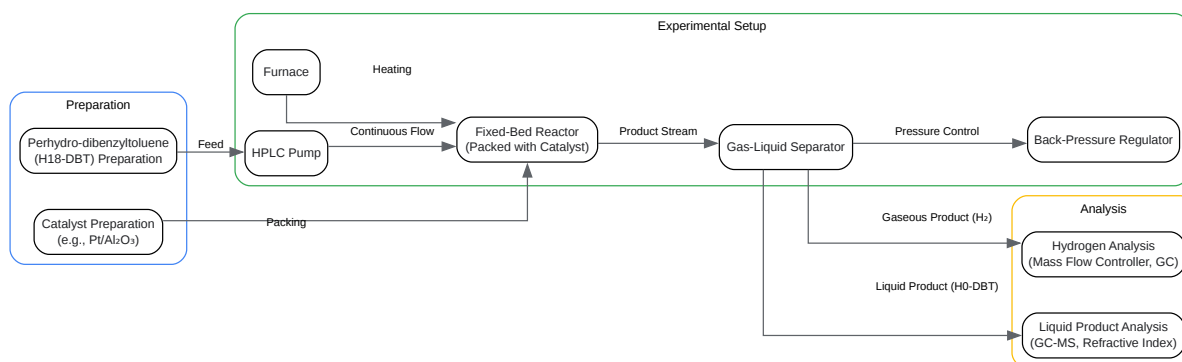 Experimental Setup
Furnace
Heating
Preparation
Perhydro-dibenzyltoluene
(H18-DBT) Preparation
Feed
HPLC Pump
Continuous Flow
Fixed-Bed Reactor
(Packed with Catalyst)
Product Stream
Gas-Liquid Separator
Pressure Control
Back-Pressure Regulator
Catalyst Preparation
(e.g., Pt/Al₂O₃)
Packing
Gaseous Product (H₂)
Analysis
Hydrogen Analysis
(Mass Flow Controller, GC)
Liquid Product (H0-DBT)
Liquid Product Analysis
(GC-MS, Refractive Index)